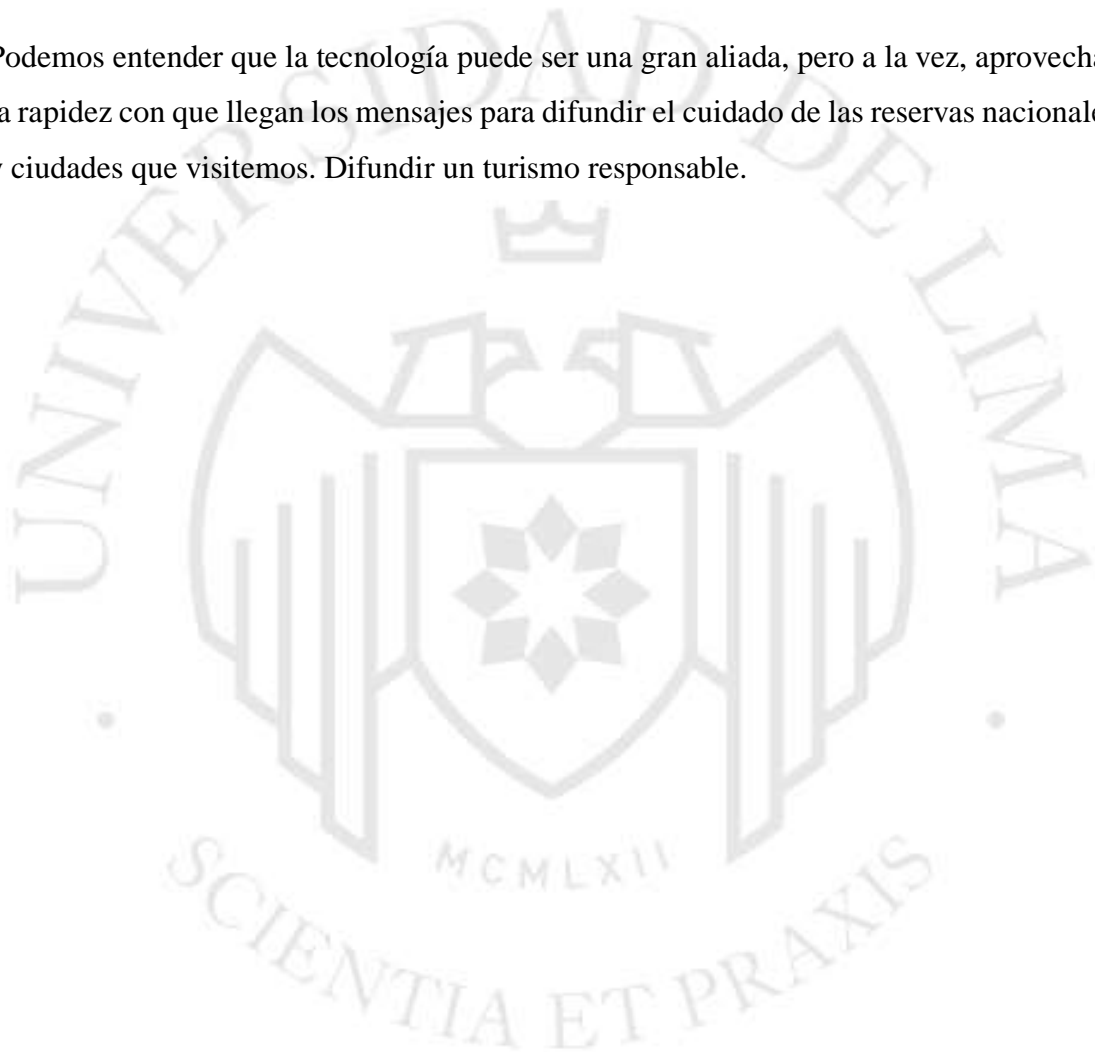 Podemos entender que la tecnología puede ser una gran aliada, pero a la vez, aprovecha
a rapidez con que llegan los mensajes para difundir el cuidado de las reservas nacionale
y ciudades que visitemos. Difundir un turismo responsable.
UNIVERSIDAD DE LIMA
MCMLXII
SCIENTIA ET PRAXIS